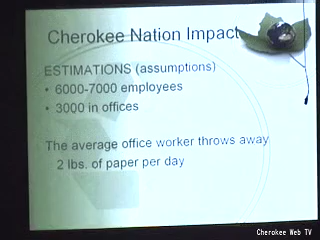 Cherokee Nation Impact
ESTIMATIONS (assumptions)
• 6000-7000 employees
• 3000 in offices
The average office worker throws away
2 lbs. of paper per day
Cherokee Web TV